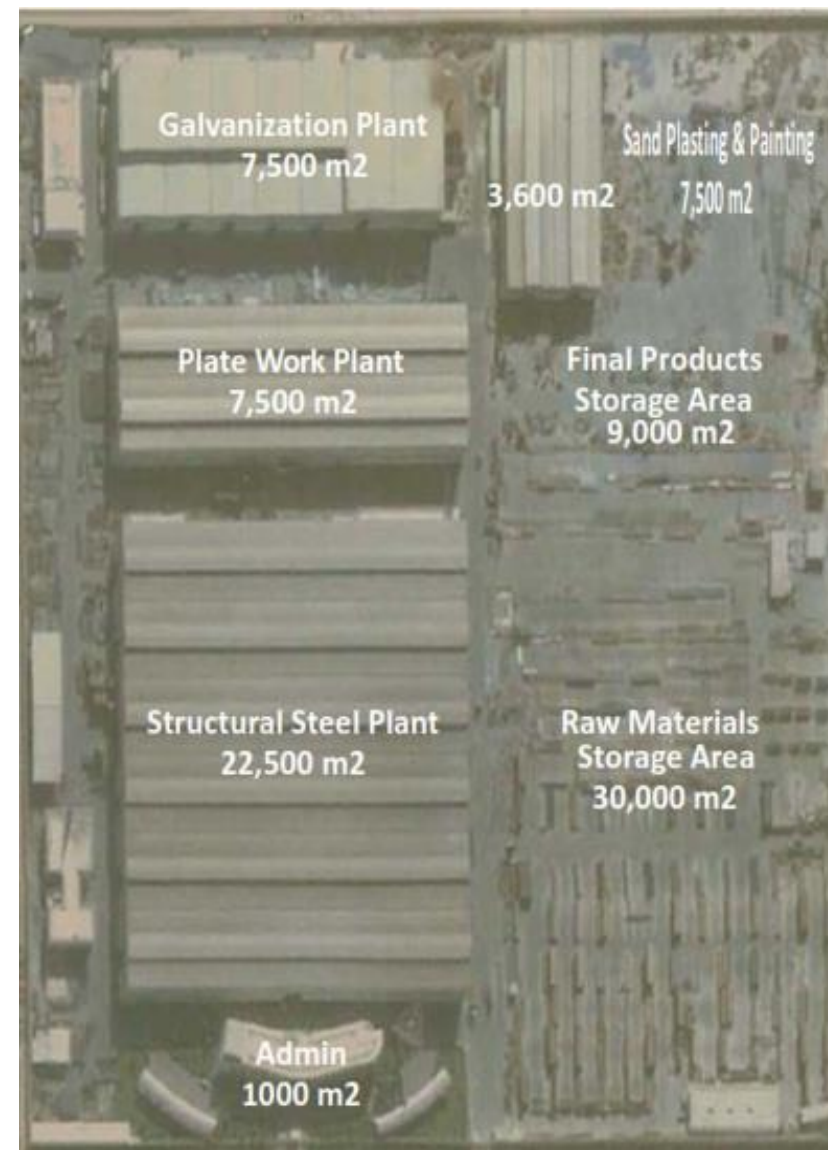 Galvanization Plant
7,500 m2
3,600 m2
Sand Plasting & Painting
7,500 m2
Plate Work Plant
7,500 m2
Final Products
Storage Area
9,000 m2
Structural Steel Plant
22,500 m2
Raw Materials
Storage Area
30,000 m2
Admin
1000 m2